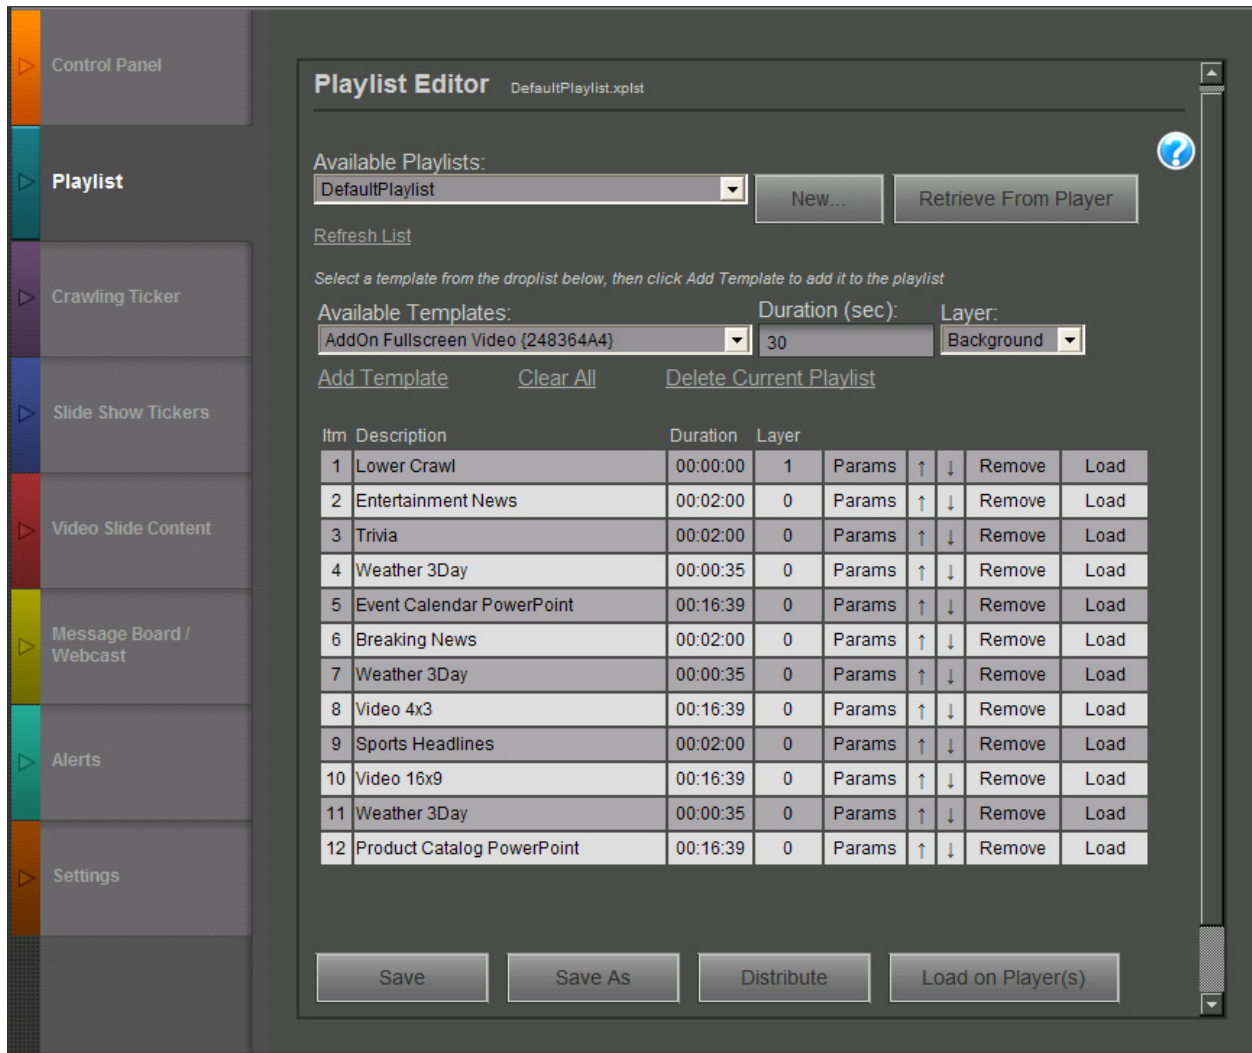 Control Panel
Playlist
Crawling Ticker
Slide Show Tickers
Video Slide Content
Message Board /
Webcast
Alerts
Settings
Playlist Editor DefaultPlaylist.xplst
Available Playlists:
DefaultPlaylist New... Retrieve From Player
Refresh List
Select a template from the droplist below, then click Add Template to add it to the playlist
Available Templates: Duration (sec): Layer:
AddOn Fullscreen Video {248364A4} 30 Background
Add Template Clear All Delete Current Playlist
Itm Description Duration Layer
1 Lower Crawl 00:00:00 1 Params ↑ ↓ Remove Load
2 Entertainment News 00:02:00 0 Params ↑ ↓ Remove Load
3 Trivia 00:02:00 0 Params ↑ ↓ Remove Load
4 Weather 3Day 00:00:35 0 Params ↑ ↓ Remove Load
5 Event Calendar PowerPoint 00:16:39 0 Params ↑ ↓ Remove Load
6 Breaking News 00:02:00 0 Params ↑ ↓ Remove Load
7 Weather 3Day 00:00:35 0 Params ↑ ↓ Remove Load
8 Video 4x3 00:16:39 0 Params ↑ ↓ Remove Load
9 Sports Headlines 00:02:00 0 Params ↑ ↓ Remove Load
10 Video 16x9 00:16:39 0 Params ↑ ↓ Remove Load
11 Weather 3Day 00:00:35 0 Params ↑ ↓ Remove Load
12 Product Catalog PowerPoint 00:16:39 0 Params ↑ ↓ Remove Load
Save Save As Distribute Load on Player(s)